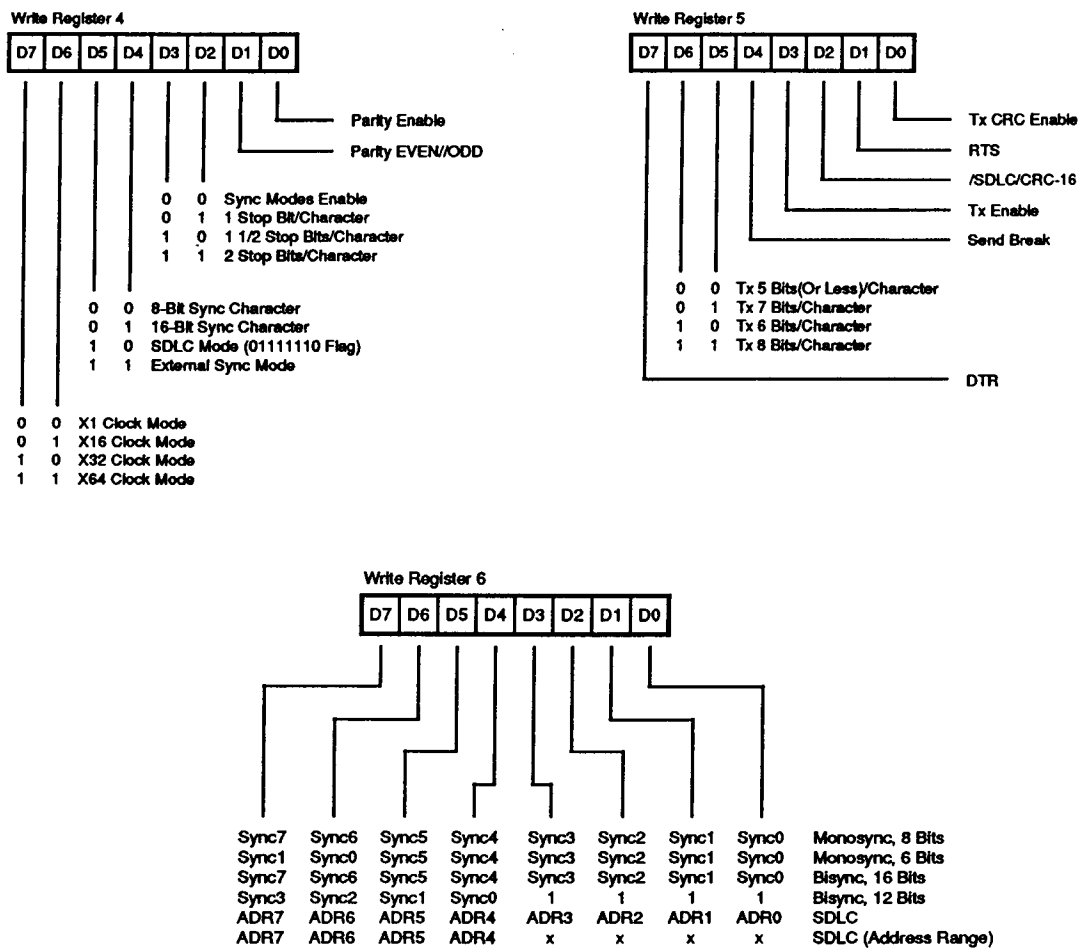 Write Register 4
D7 D6 D5 D4 D3 D2 D1 D0
Parity Enable
Parity EVEN//ODD
0 0 Sync Modes Enable
0 1 1 Stop Bit/Character
1 0 1 1/2 Stop Bits/Character
1 1 2 Stop Bits/Character
0 0 8-Bit Sync Character
0 1 16-Bit Sync Character
1 0 SDLC Mode (01111110 Flag)
1 1 External Sync Mode
0 0 X1 Clock Mode
0 1 X16 Clock Mode
1 0 X32 Clock Mode
1 1 X64 Clock Mode
Write Register 5
D7 D6 D5 D4 D3 D2 D1 D0
Tx CRC Enable
RTS
/SDLC/CRC-16
Tx Enable
Send Break
0 0 Tx 5 Bits(Or Less)/Character
0 1 Tx 7 Bits/Character
1 0 Tx 6 Bits/Character
1 1 Tx 8 Bits/Character
DTR
Write Register 6
D7 D6 D5 D4 D3 D2 D1 D0
Sync7 Sync6 Sync5 Sync4 Sync3 Sync2 Sync1 Sync0 Monosync, 8 Bits
Sync1 Sync0 Sync5 Sync4 Sync3 Sync2 Sync1 Sync0 Monosync, 6 Bits
Sync7 Sync6 Sync5 Sync4 Sync3 Sync2 Sync1 Sync0 Bisync, 16 Bits
Sync3 Sync2 Sync1 Sync0 1 1 1 1 Bisync, 12 Bits
ADR7 ADR6 ADR5 ADR4 ADR3 ADR2 ADR1 ADR0 SDLC
ADR7 ADR6 ADR5 ADR4 x x x x SDLC (Address Range)